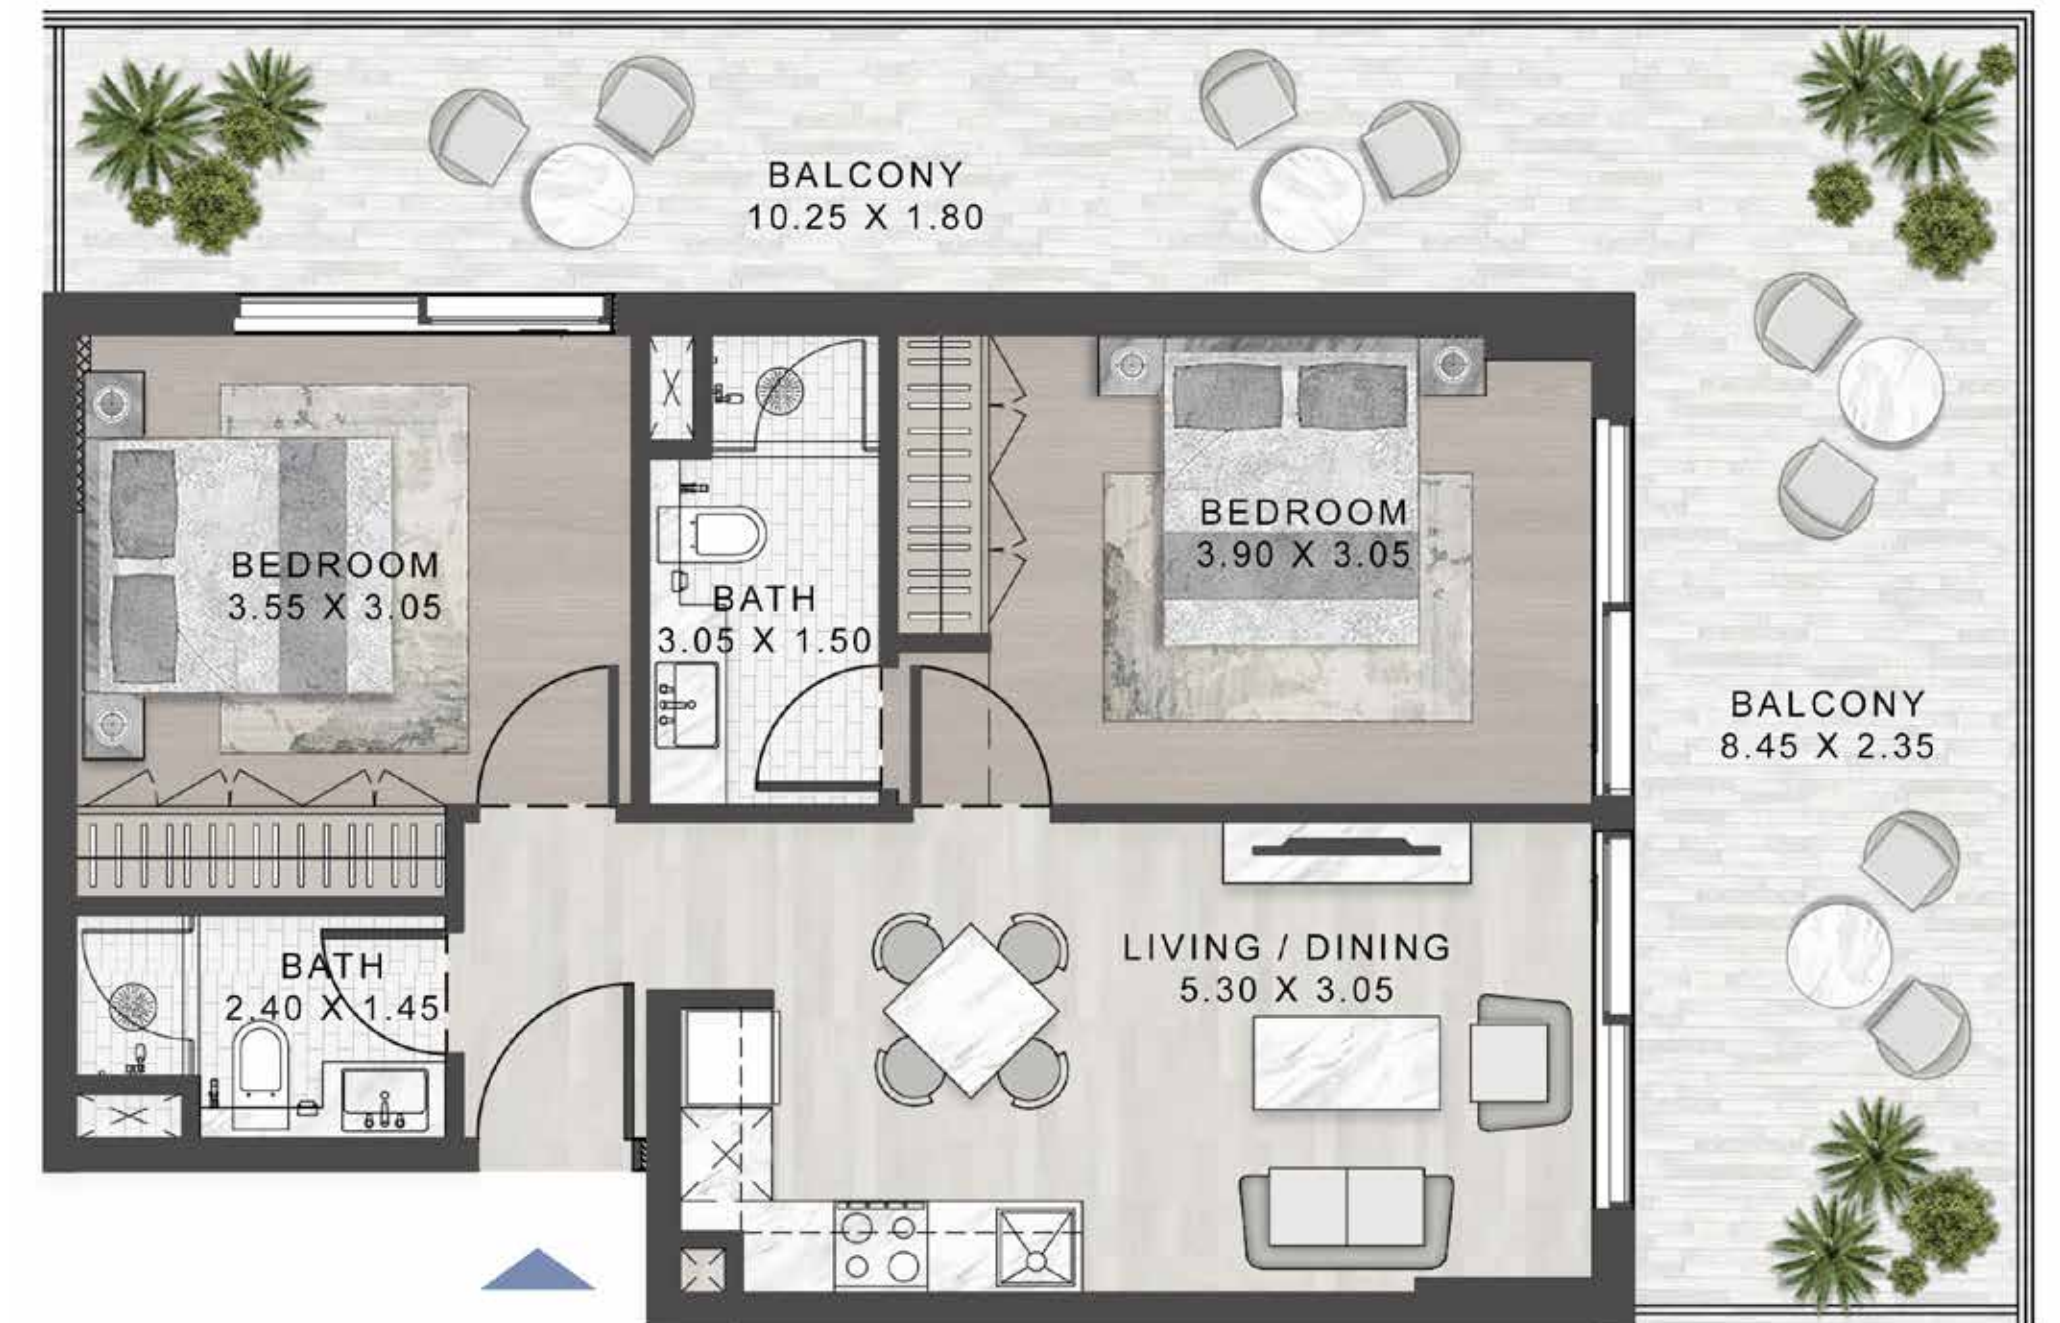 BALCONY
10.25 X 1.80
BEDROOM
3.55 X 3.05
BATH
3.05 X 1.50
BEDROOM
3.90 X 3.05
BALCONY
8.45 X 2.35
BATH
2.40 X 1.45
LIVING / DINING
5.30 X 3.05